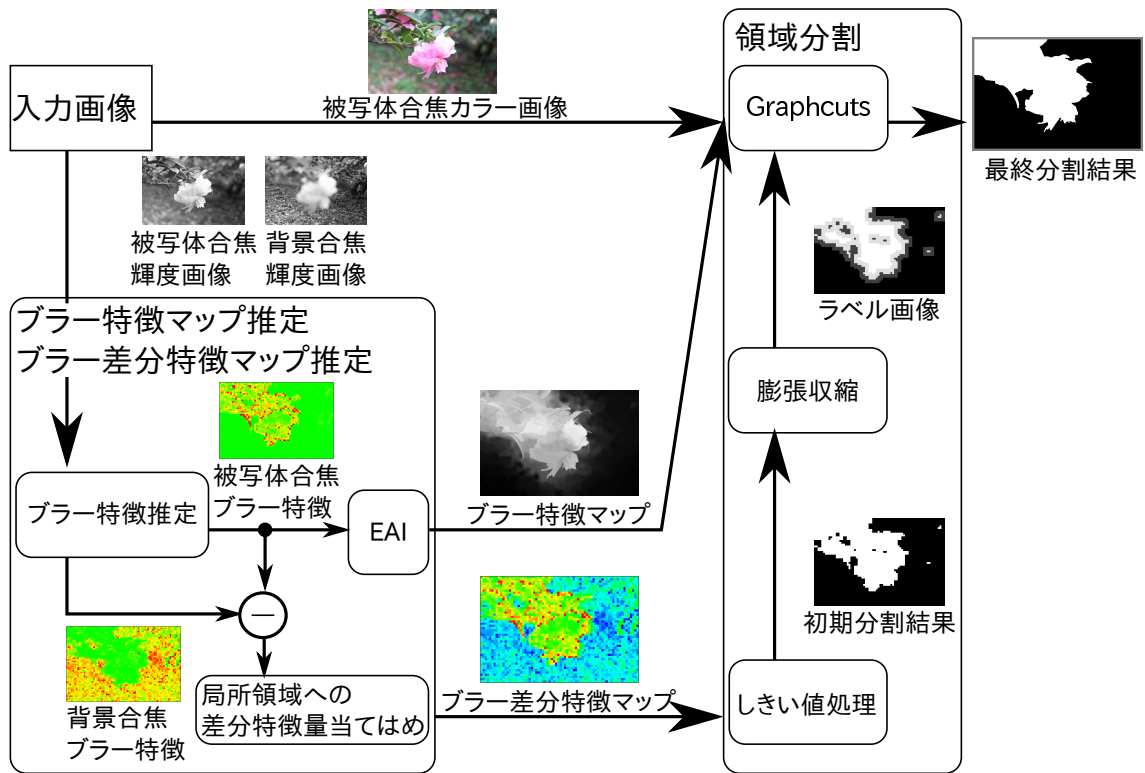 入力画像
被写体合焦カラー画像
被写体合焦
輝度画像
背景合焦
輝度画像
ブラー特徴マップ推定
ブラー差分特徴マップ推定
ブラー特徴推定
被写体合焦
ブラー特徴
EAI
—
背景合焦
ブラー特徴
局所領域への
差分特徴量当てはめ
ブラー特徴マップ
ブラー差分特徴マップ
領域分割
Graphcuts
ラベル画像
膨張収縮
初期分割結果
しきい値処理
最終分割結果